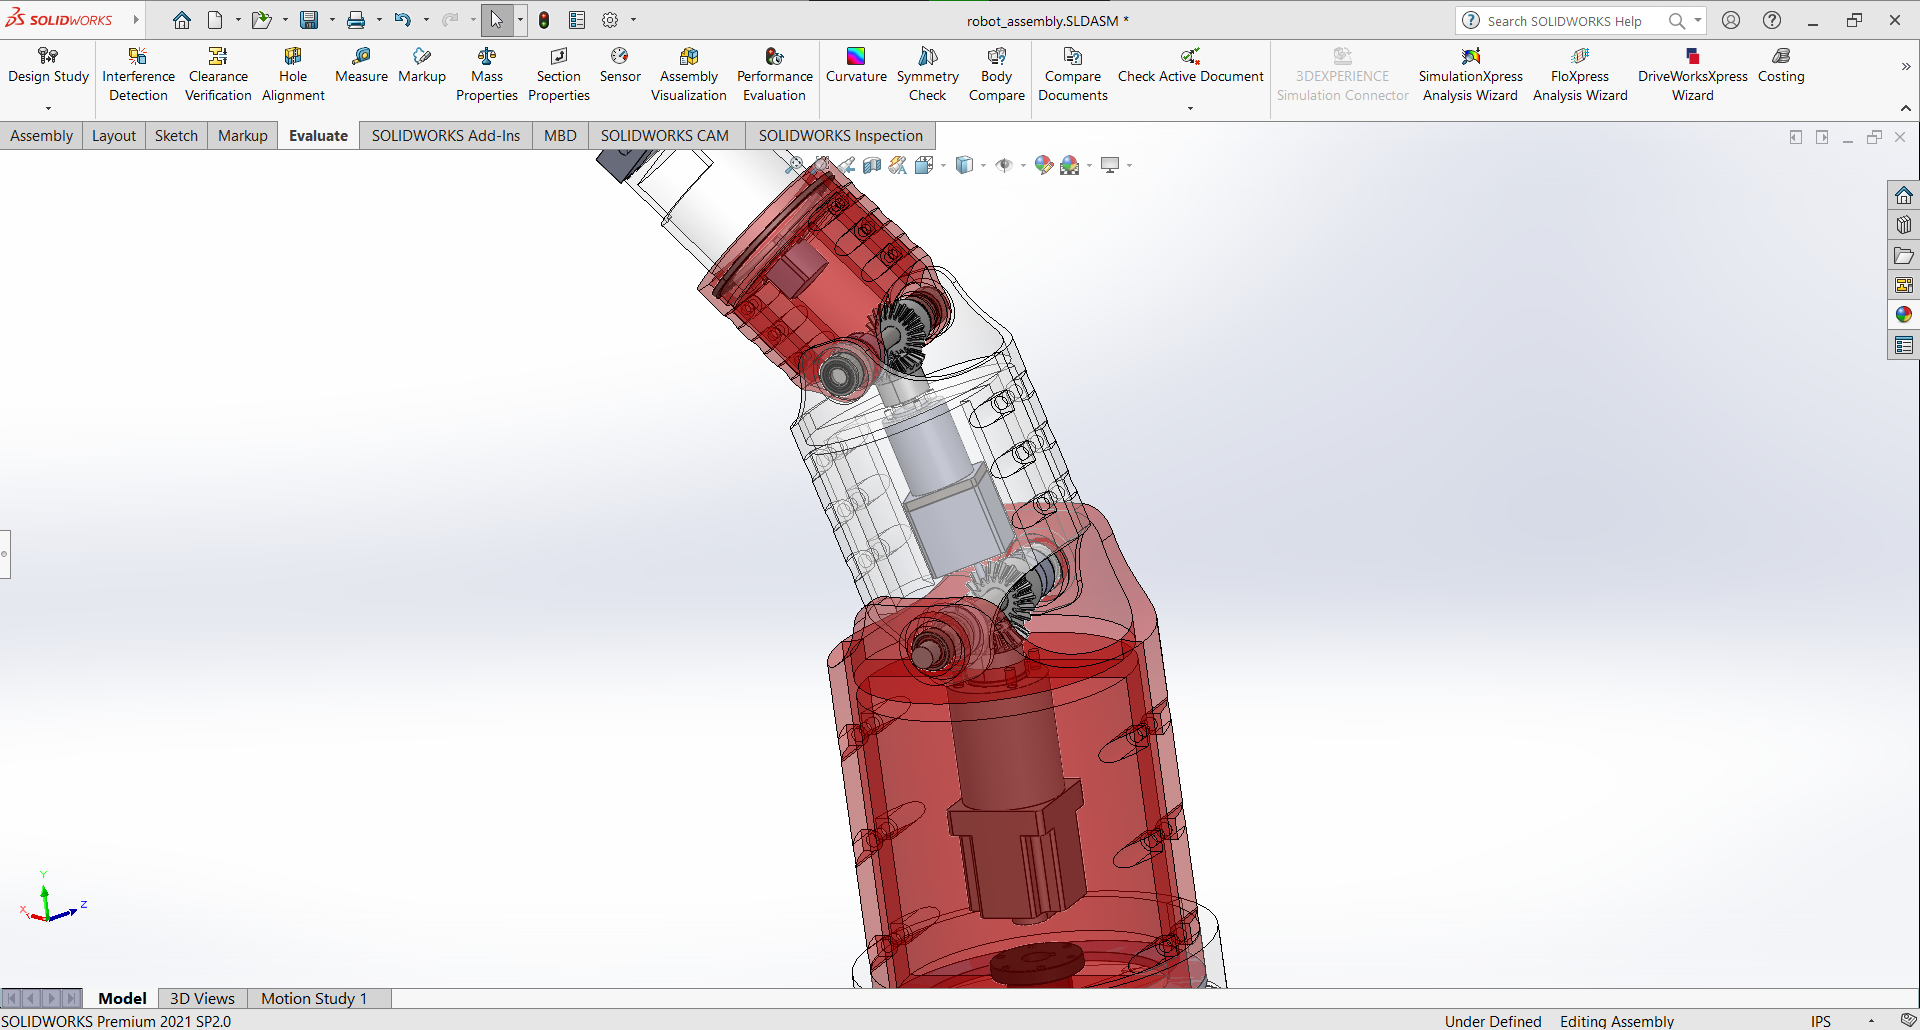 SOLIDWORKS
robot_assembly.SLDASM *
Search SOLIDWORKS Help
Design Study
Interference Detection
Clearance Verification
Hole Alignment
Measure
Markup
Mass Properties
Section Properties
Sensor
Assembly Visualization
Performance Evaluation
Curvature
Symmetry Check
Body Compare
Compare Documents
Check Active Document
3DEXPERIENCE Simulation Connector
SimulationXpress Analysis Wizard
FloXpress Analysis Wizard
DriveWorksXpress Wizard
Costing
Assembly Layout Sketch Markup Evaluate SOLIDWORKS Add-Ins MBD SOLIDWORKS CAM SOLIDWORKS Inspection
Y
X
Z
Model 3D Views Motion Study 1
SOLIDWORKS Premium 2021 SP2.0 Under Defined Editing Assembly IPS